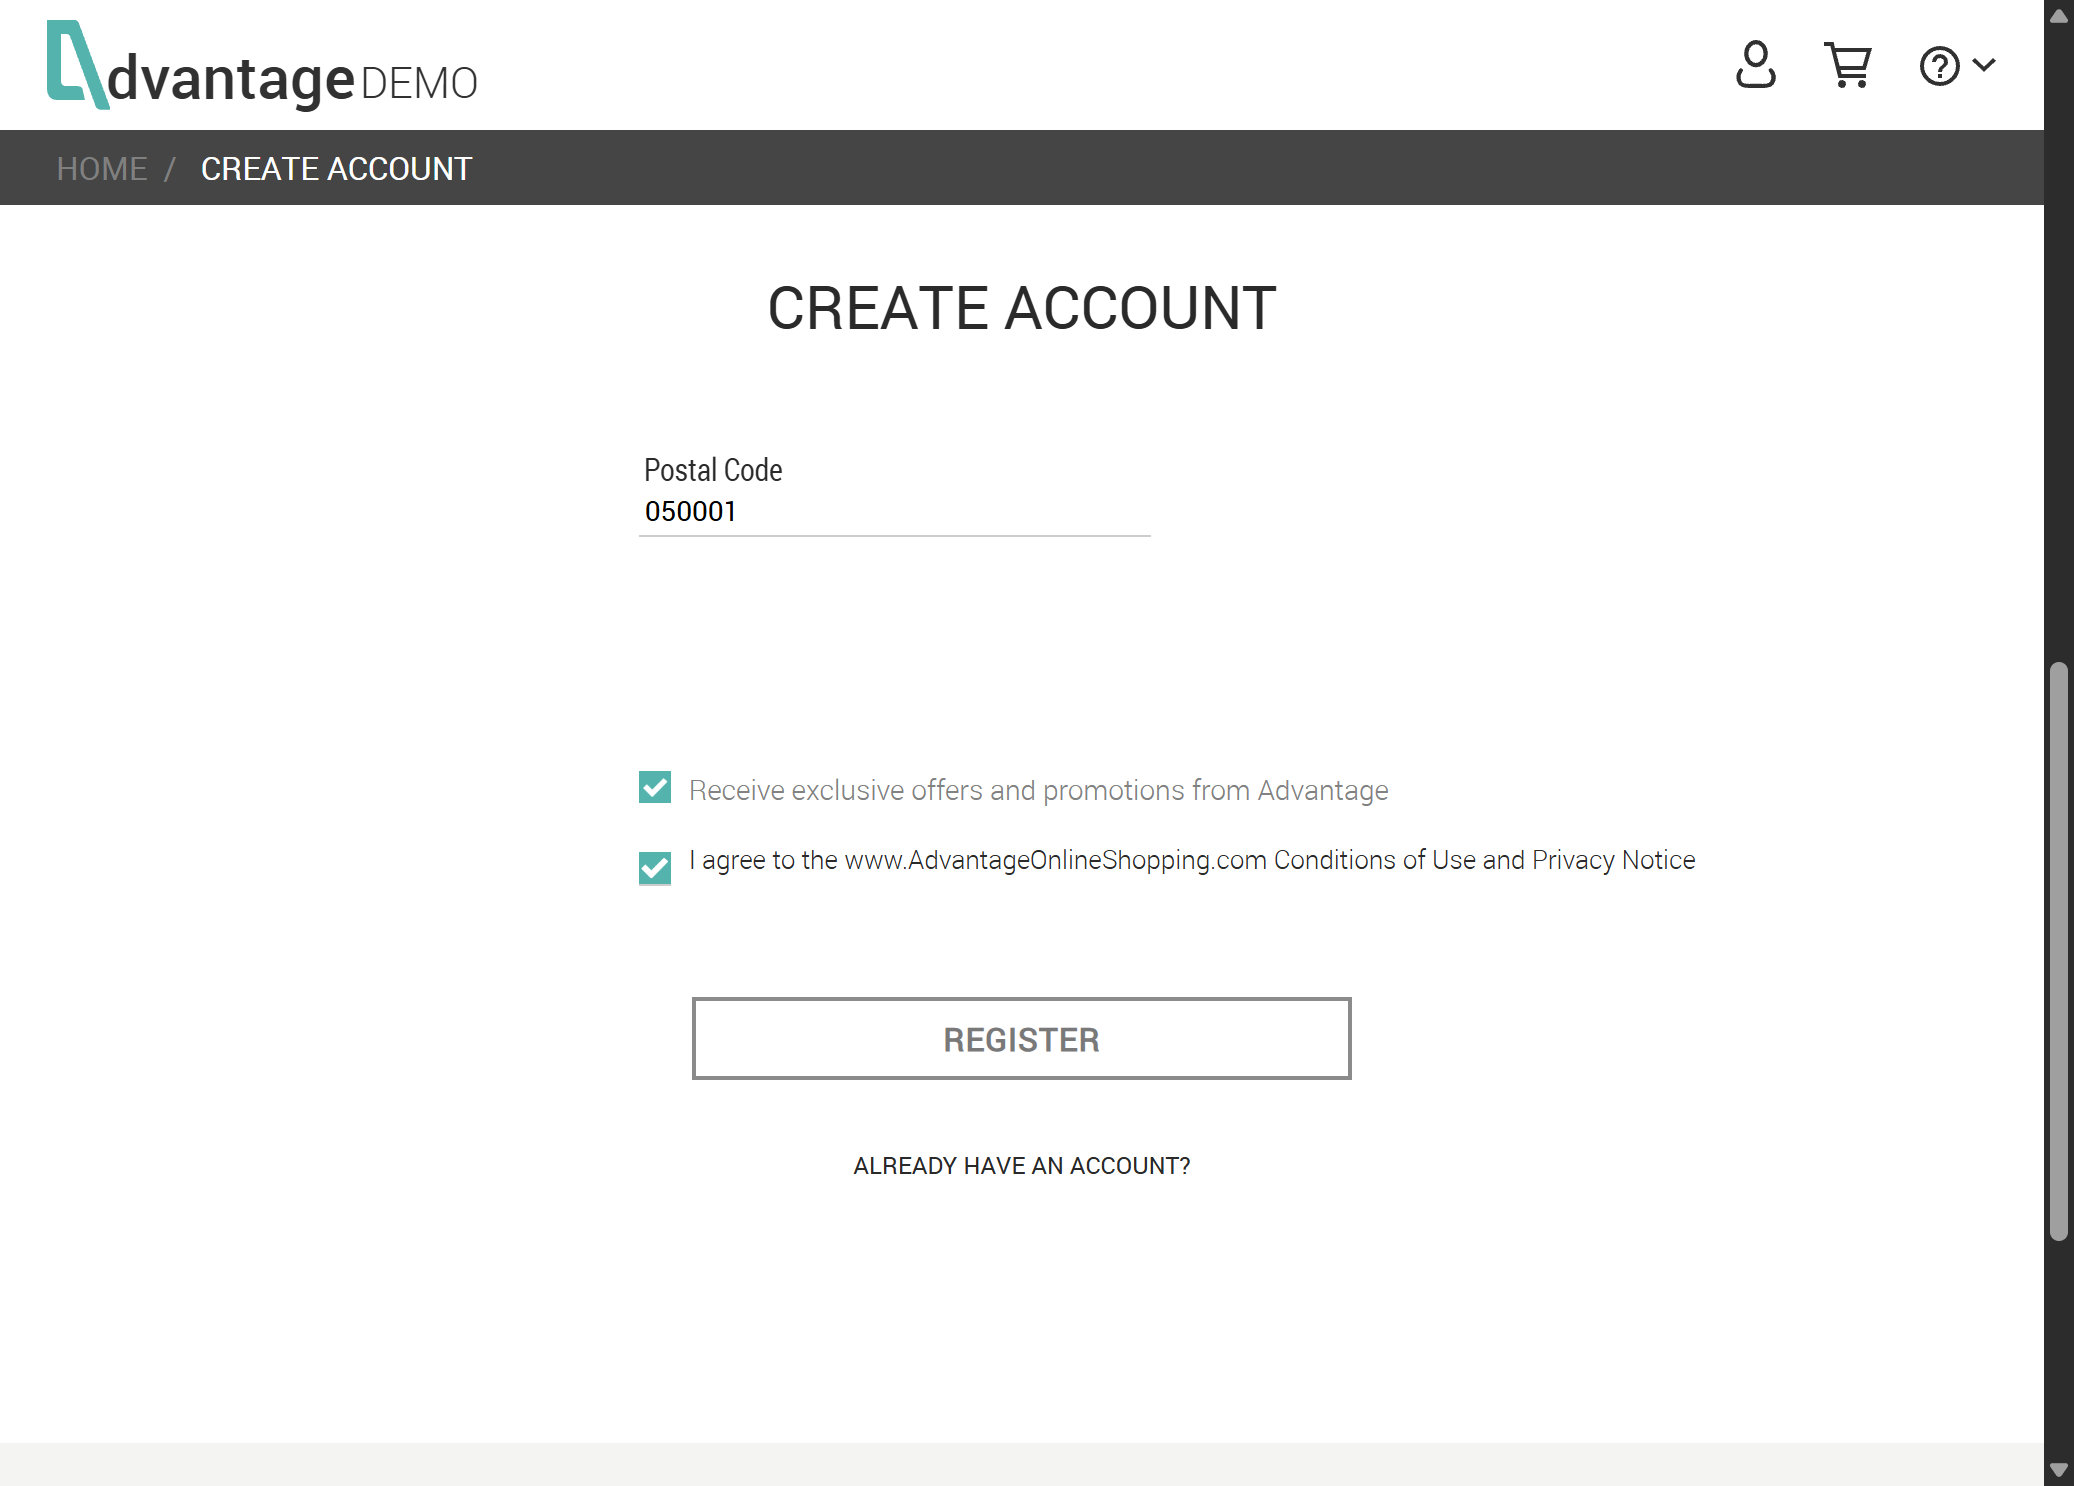 dvantage DEMO
HOME / CREATE ACCOUNT
CREATE ACCOUNT
Postal Code
050001
Receive exclusive offers and promotions from Advantage
I agree to the www.AdvantageOnlineShopping.com Conditions of Use and Privacy Notice
REGISTER
ALREADY HAVE AN ACCOUNT?